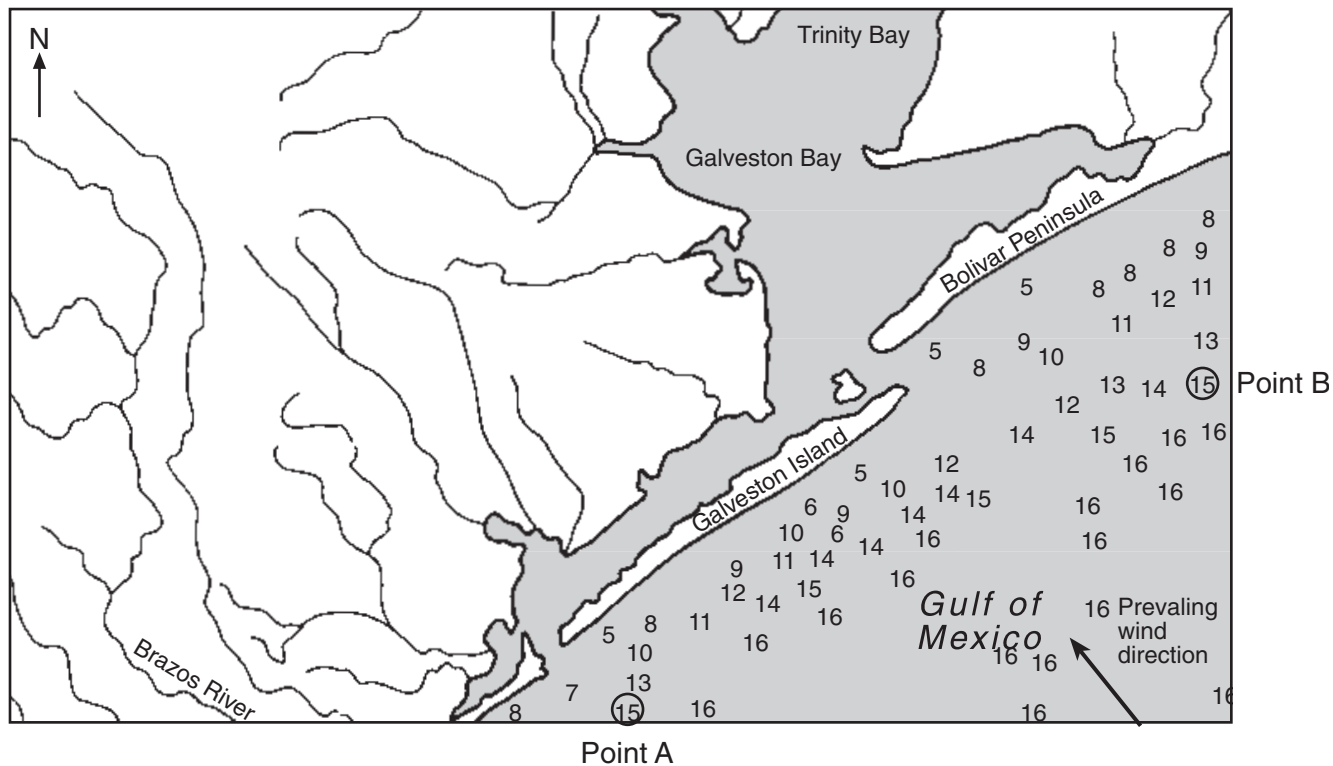 N
Trinity Bay
Galveston Bay
Bolivar Peninsula
8
8 9
8
5 8 12 11
11
9 13
5 10
8
13 14 15 Point B
12
14 15 16 16
Galveston Island
12 16
5
10 14 15 16
6 9 14 16
10 6 16 16
14
11 14
9 16
12 15
14 Gulf of 16 Prevaling
16 Mexico wind
direction
11
5 8
16
10 16 16
13
7 16
8 15 16 16
Brazos River
Point A